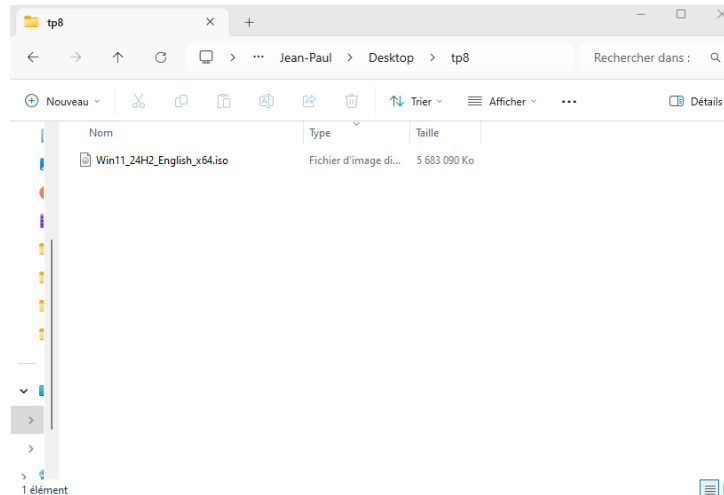 tp8
Jean-Paul > Desktop > tp8
Rechercher dans :
Nouveau
Trier
Afficher
Détails
Nom Type Taille
Win11_24H2_English_x64.iso Fichier d'image di... 5 683 090 Ko
1 élément